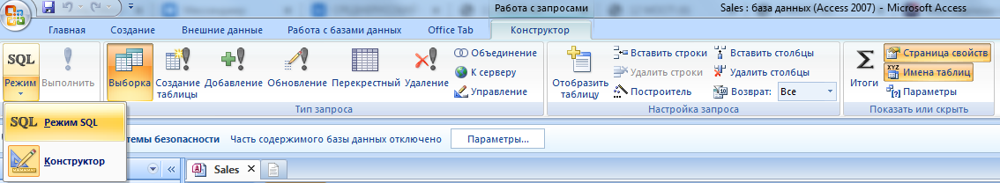 Работа с запросами
Sales : база данных (Access 2007) - Microsoft Access
Главная Создание Внешние данные Работа с базами данных Office Tab Конструктор
SQL
Режим
Выполнить
Выборка
Создание таблицы
Добавление
Обновление
Перекрестный
Удаление
Объединение
К серверу
Управление
Тип запроса
Отобразить таблицу
Вставить строки
Удалить строки
Построитель
Вставить столбцы
Удалить столбцы
Возврат: Все
Настройка запроса
Σ
Итоги
Страница свойств
XYZ
Имена таблиц
Параметры
Показать или скрыть
SQL Режим SQL
Конструктор
темы безопасности Часть содержимого базы данных отключено Параметры...
Sales